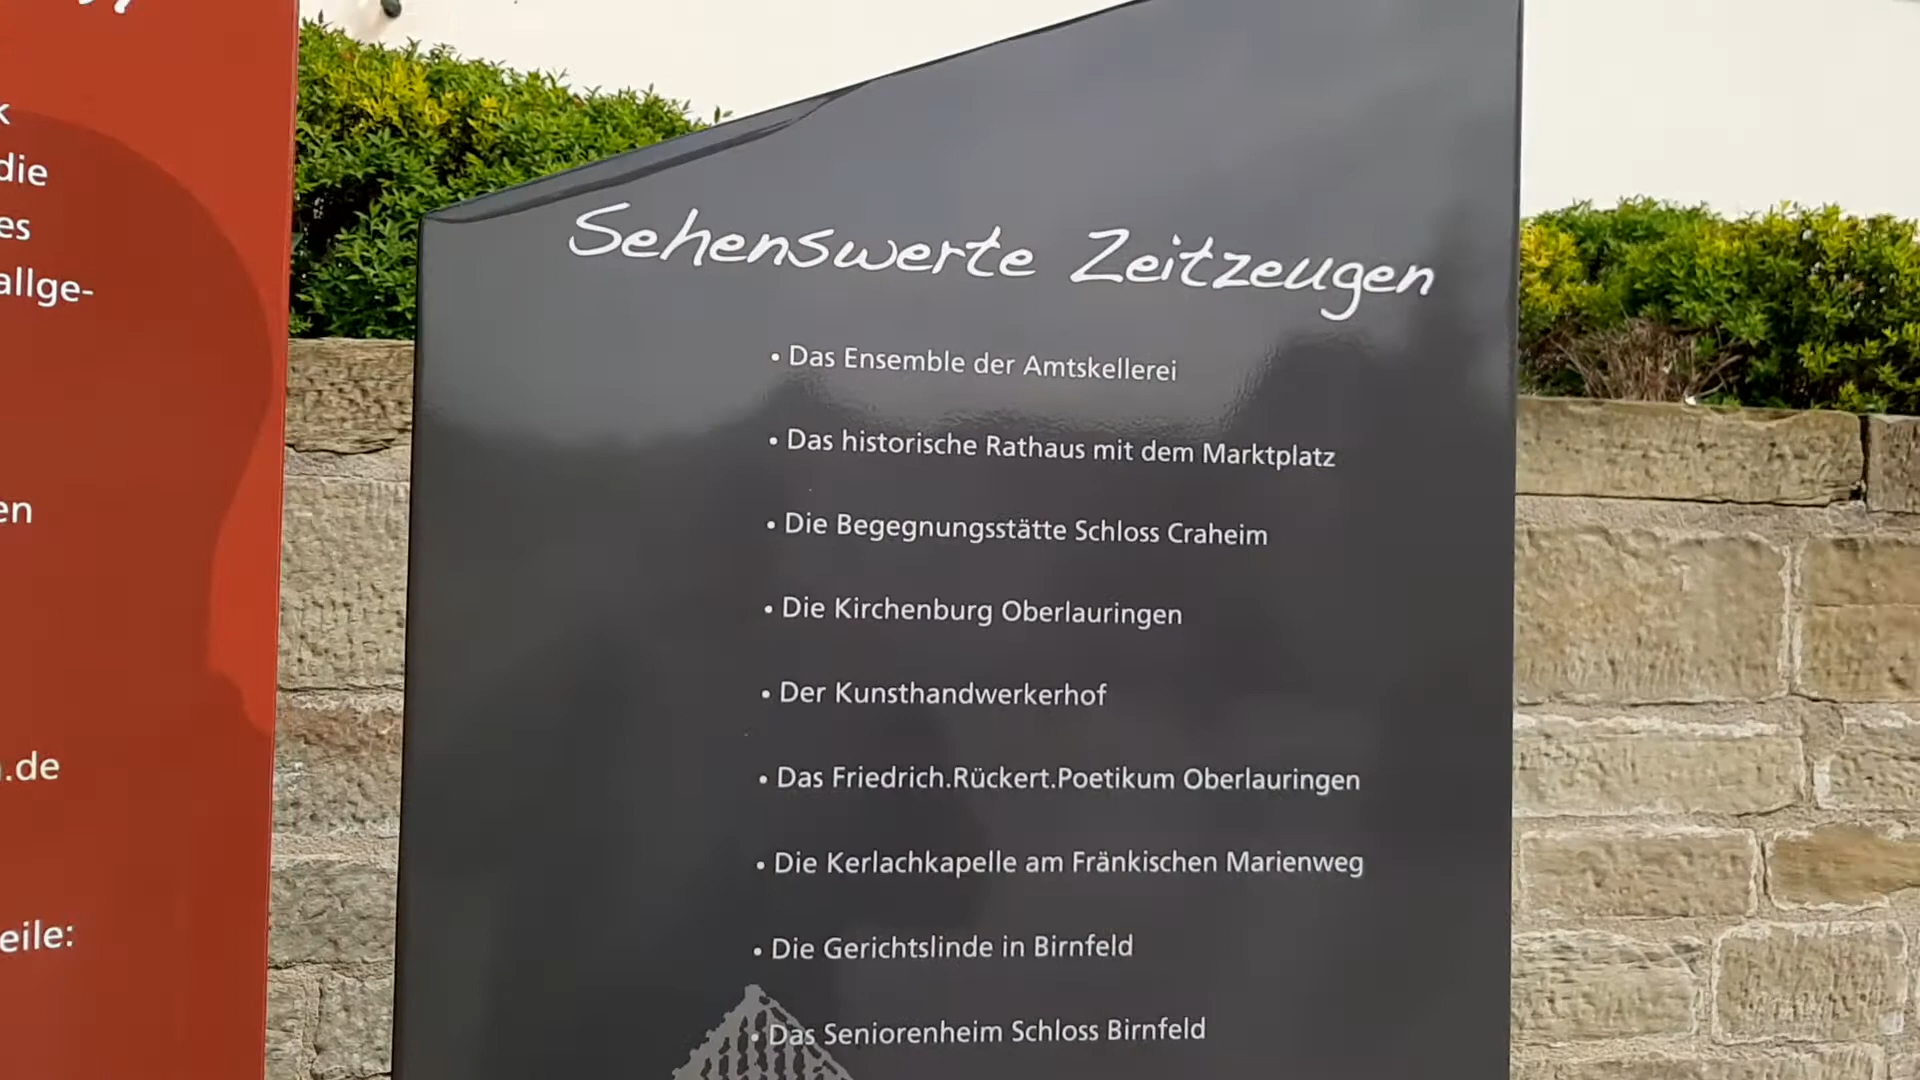 die
es
allge-
en
.de
eile:
Sehenswerte Zeitzeugen
• Das Ensemble der Amtskellerei
• Das historische Rathaus mit dem Marktplatz
• Die Begegnungsstätte Schloss Craheim
• Die Kirchenburg Oberlauringen
• Der Kunsthandwerkerhof
• Das Friedrich.Rückert.Poetikum Oberlauringen
• Die Kerlachkapelle am Fränkischen Marienweg
• Die Gerichtslinde in Birnfeld
• Das Seniorenheim Schloss Birnfeld